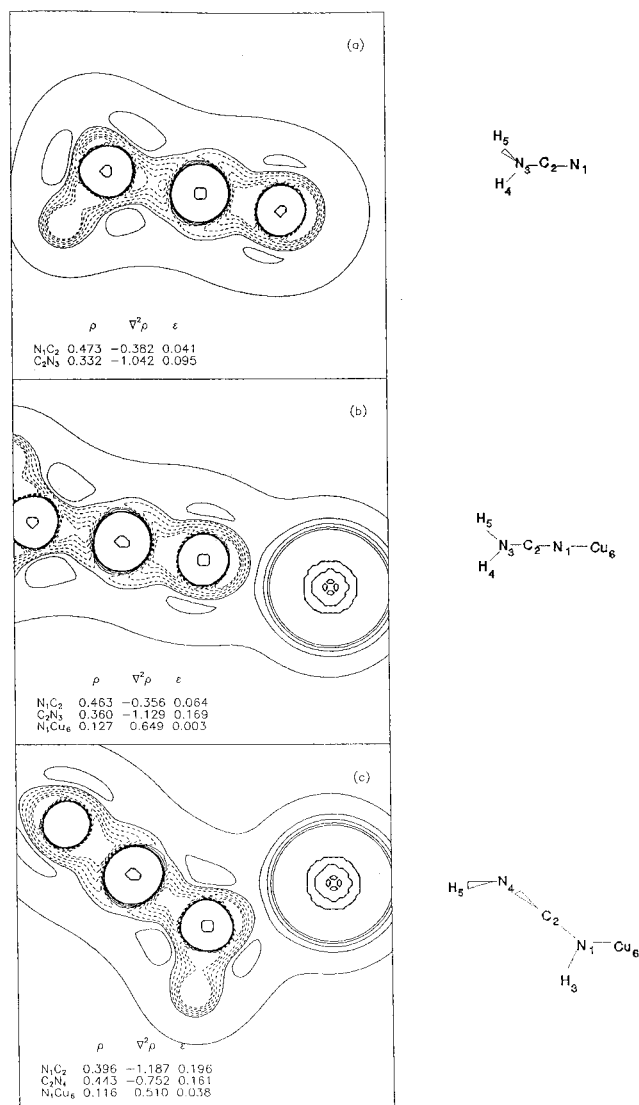 (a)
H5
N3 C2 N1
H4
ρ ∇²ρ ε
N1C2 0.473 −0.382 0.041
C2N3 0.332 −1.042 0.095
(b)
H5
N3 C2 N1 Cu6
H4
ρ ∇²ρ ε
N1C2 0.463 −0.356 0.064
C2N3 0.360 −1.129 0.169
N1Cu6 0.127 0.649 0.003
(c)
H5 N4
C2
N1 Cu6
H3
ρ ∇²ρ ε
N1C2 0.396 −1.187 0.196
C2N4 0.443 −0.752 0.161
N1Cu6 0.116 0.510 0.038